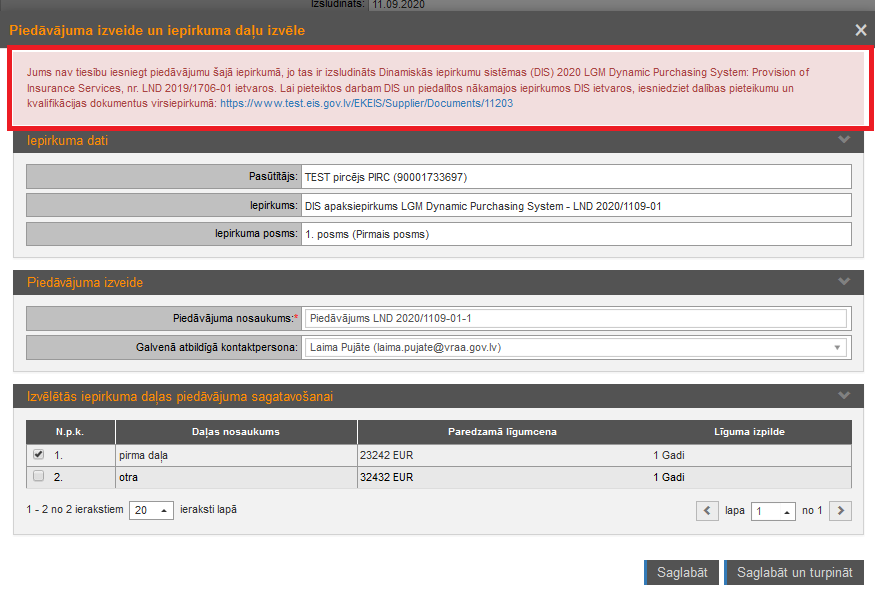 Izsludināts: 11.09.2020
Piedāvājuma izveide un iepirkuma daļu izvēle
Jums nav tiesību iesniegt piedāvājumu šajā iepirkumā, jo tas ir izsludināts Dinamiskās iepirkumu sistēmas (DIS) 2020 LGM Dynamic Purchasing System: Provision of
Insurance Services, nr. LND 2019/1706-01 ietvaros. Lai pieteiktos darbam DIS un piedalītos nākamajos iepirkumos DIS ietvaros, iesniedziet dalības pieteikumu un
kvalifikācijas dokumentus virsiepirkumā: https://www.test.eis.gov.lv/EKEIS/Supplier/Documents/11203
Iepirkuma dati
Pasūtītājs: TEST pircējs PIRC (90001733697)
Iepirkums: DIS apaksiepirkums LGM Dynamic Purchasing System - LND 2020/1109-01
Iepirkuma posms: 1. posms (Pirmais posms)
Piedāvājuma izveide
Piedāvājuma nosaukums:* Piedāvājums LND 2020/1109-01-1
Galvenā atbildīgā kontaktpersona: Laima Pujāte (laima.pujate@vraa.gov.lv)
Izvēlētās iepirkuma daļas piedāvājuma sagatavošanai
N.p.k. Daļas nosaukums Paredzamā līgumcena Līguma izpilde
1. pirma daļa 23242 EUR 1 Gadi
2. otra 32432 EUR 1 Gadi
1 - 2 no 2 ierakstiem 20 ieraksti lapā lapa 1 no 1
Saglabāt Saglabāt un turpināt